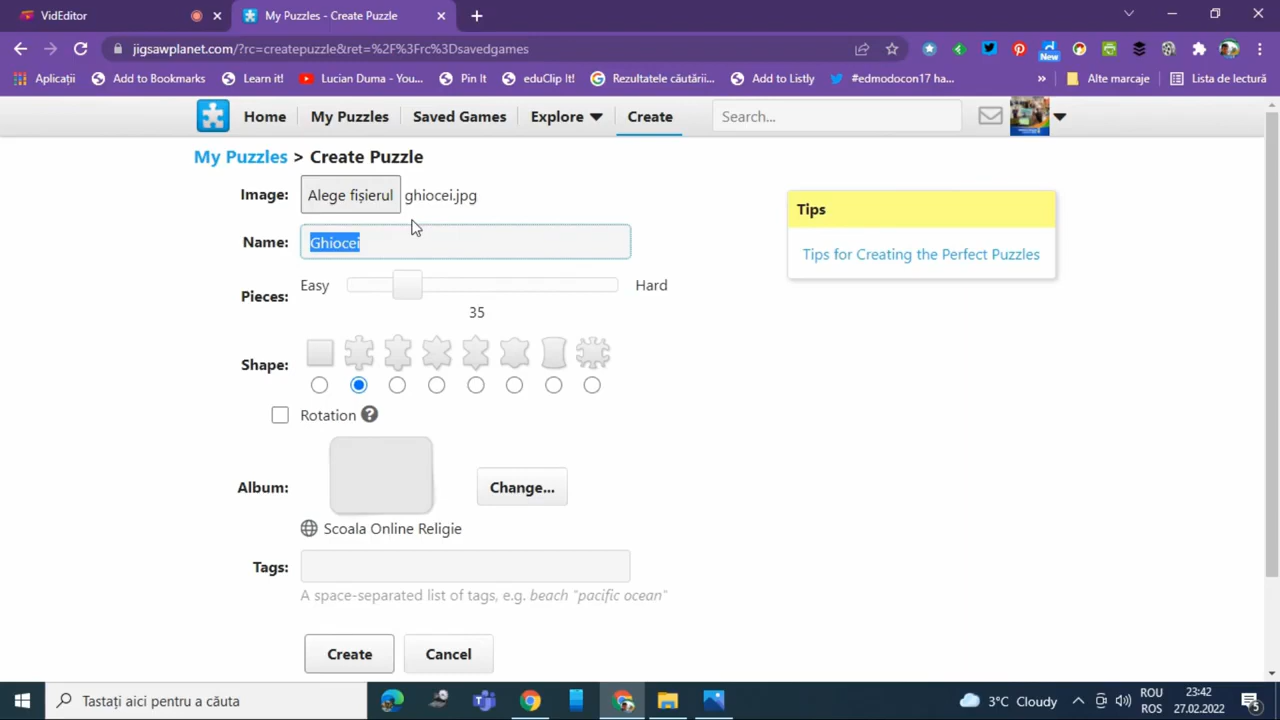 VidEditor
My Puzzles - Create Puzzle
jigsawplanet.com/?rc=createpuzzle&ret=%2F%3Frc%3Dsavedgames
New
Aplicații
Add to Bookmarks
Learn it!
Lucian Duma - You...
Pin It
eduClip It!
Rezultatele căutării...
Add to Listly
#edmodocon17 ha...
»
Alte marcaje
Lista de lectură
Home
My Puzzles
Saved Games
Explore
Create
Search...
My Puzzles > Create Puzzle
Image: Alege fișierul ghiocei.jpg
Tips
Name: Ghiocei
Tips for Creating the Perfect Puzzles
Easy Hard
Pieces:
35
Shape:
Rotation ?
Album: Change...
Scoala Online Religie
Tags:
A space-separated list of tags, e.g. beach "pacific ocean"
Create Cancel
Tastați aici pentru a căuta
3°C Cloudy
ROU
ROS
23:42
27.02.2022
5